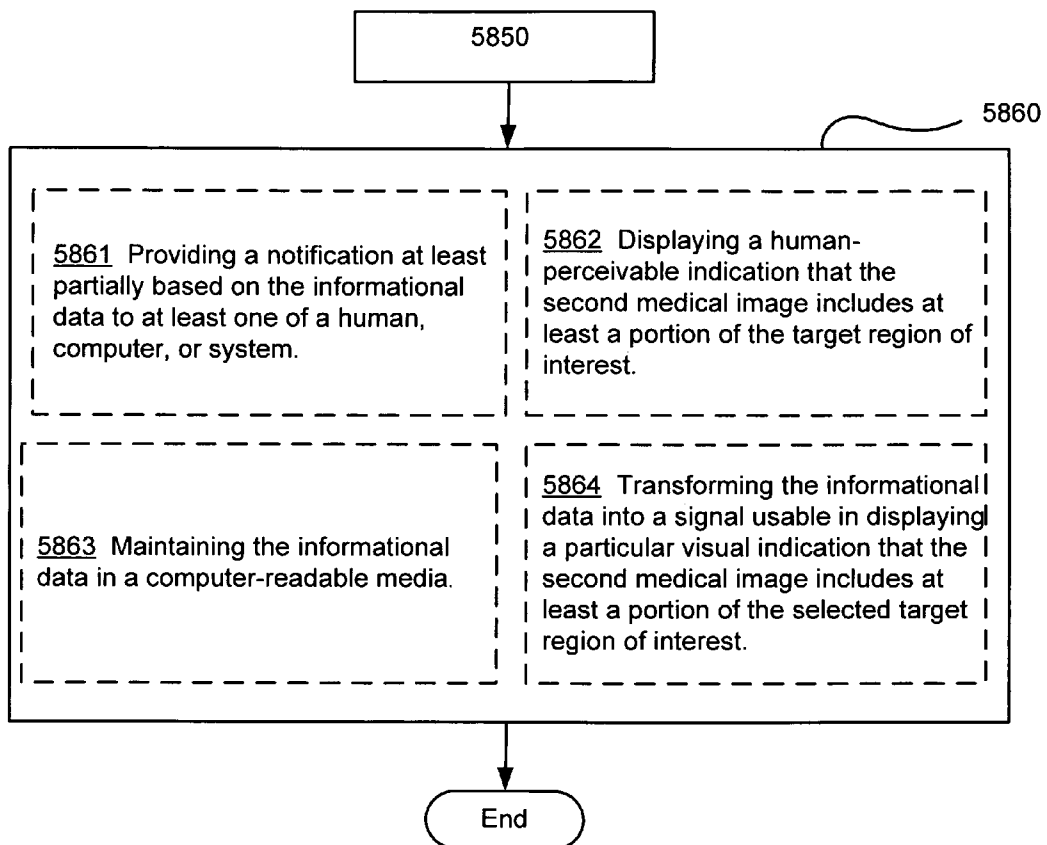 5850
5860
5861 Providing a notification at least
partially based on the informational
data to at least one of a human,
computer, or system.
5862 Displaying a human-
perceivable indication that the
second medical image includes at
least a portion of the target region of
interest.
5863 Maintaining the informational
data in a computer-readable media.
5864 Transforming the informational
data into a signal usable in displaying
a particular visual indication that the
second medical image includes at
least a portion of the selected target
region of interest.
End